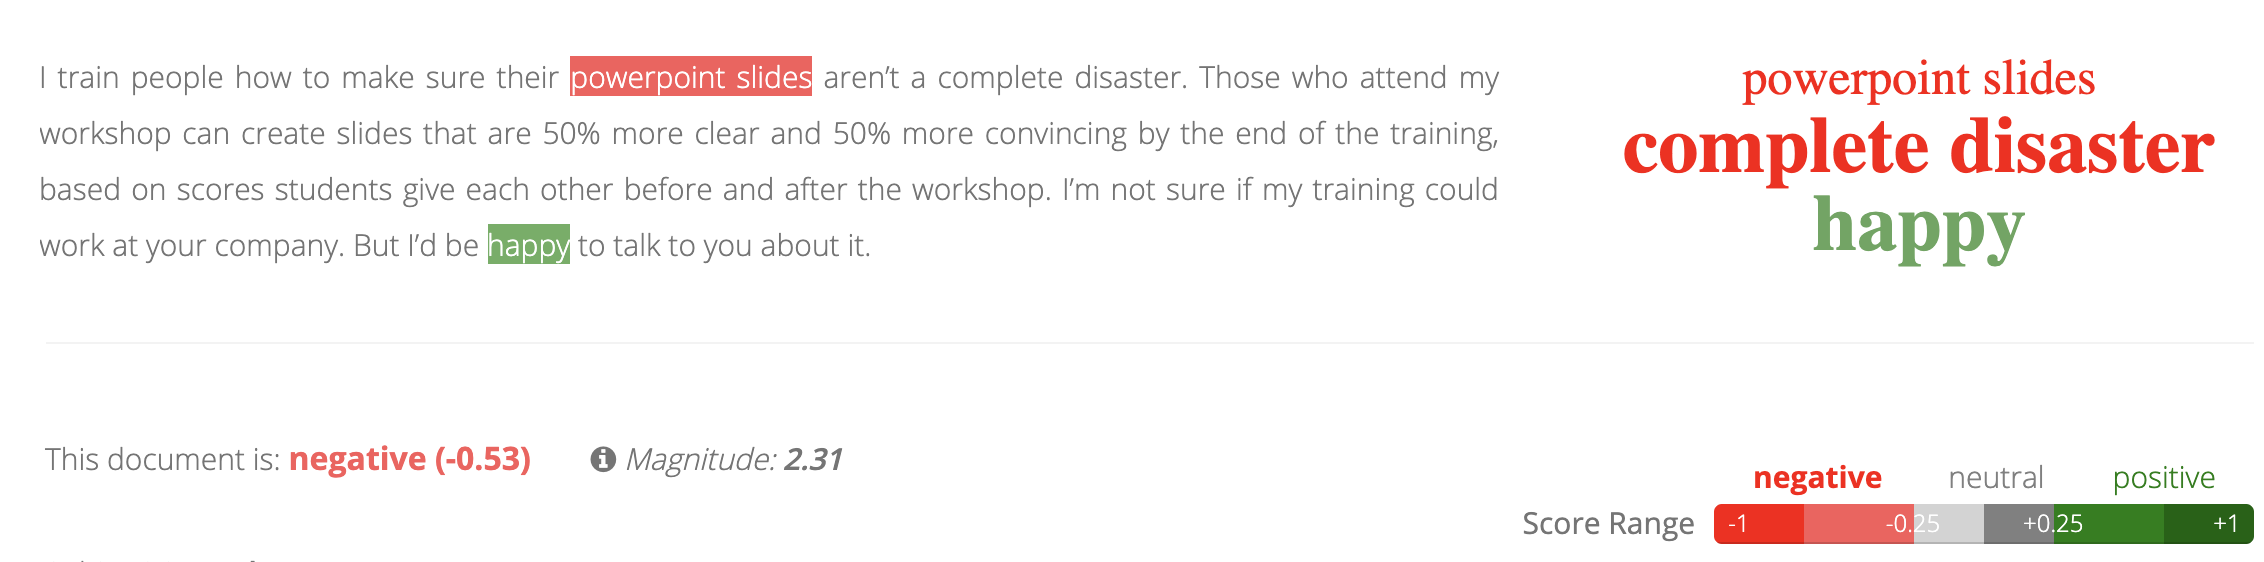 I train people how to make sure their powerpoint slides aren’t a complete disaster. Those who attend my
workshop can create slides that are 50% more clear and 50% more convincing by the end of the training,
based on scores students give each other before and after the workshop. I’m not sure if my training could
work at your company. But I’d be happy to talk to you about it.
powerpoint slides
complete disaster
happy
This document is: negative (-0.53) Magnitude: 2.31
negative neutral positive
Score Range -1 -0.25 +0.25 +1